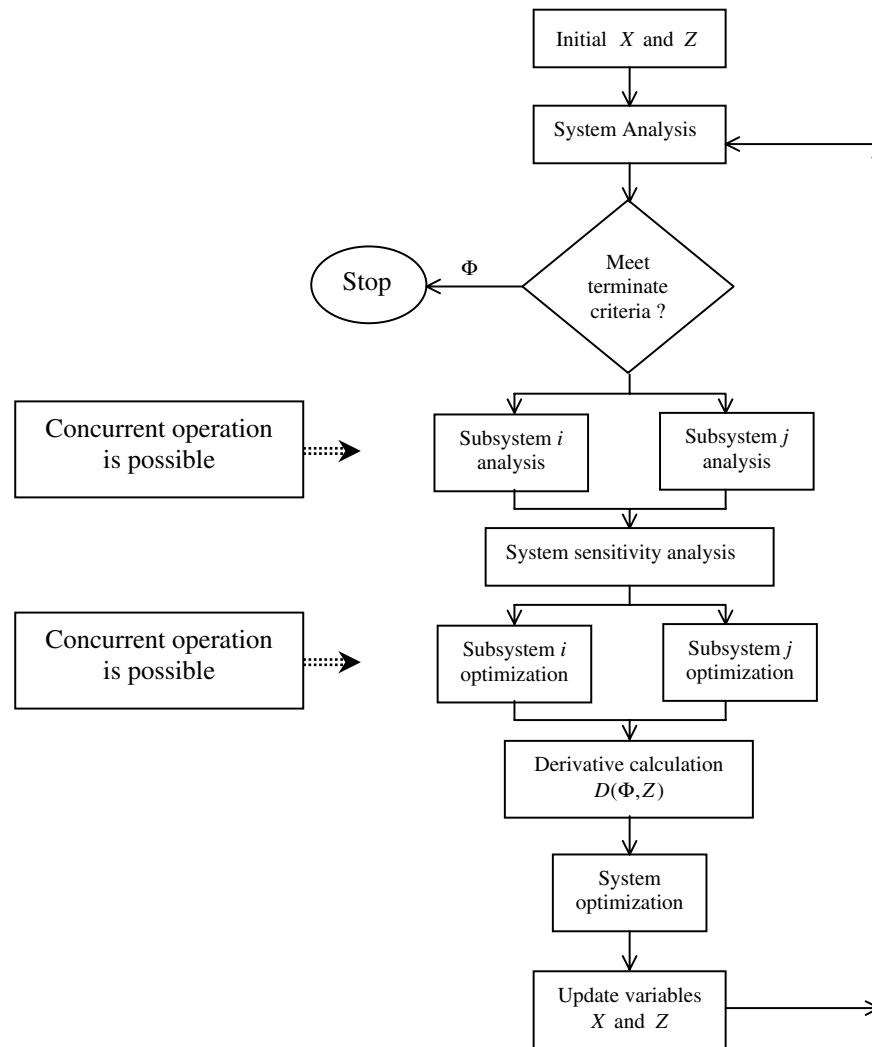 Initial X and Z
System Analysis
Meet
terminate
criteria ?
Φ
Stop
Concurrent operation
is possible
Subsystem i
analysis
Subsystem j
analysis
System sensitivity analysis
Concurrent operation
is possible
Subsystem i
optimization
Subsystem j
optimization
Derivative calculation
D(Φ,Z)
System
optimization
Update variables
X and Z